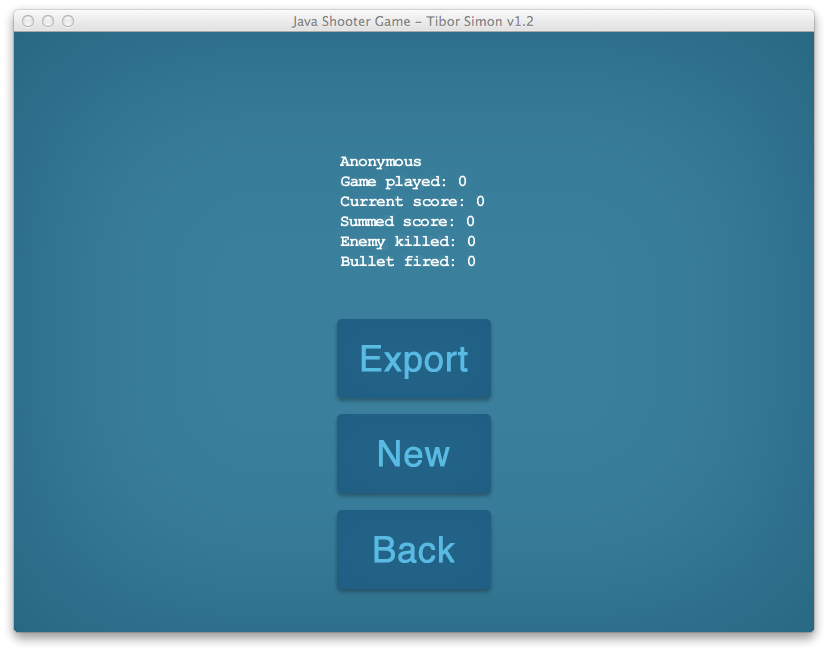 Java Shooter Game – Tibor Simon v1.2
Anonymous
Game played: 0
Current score: 0
Summed score: 0
Enemy killed: 0
Bullet fired: 0
Export
New
Back